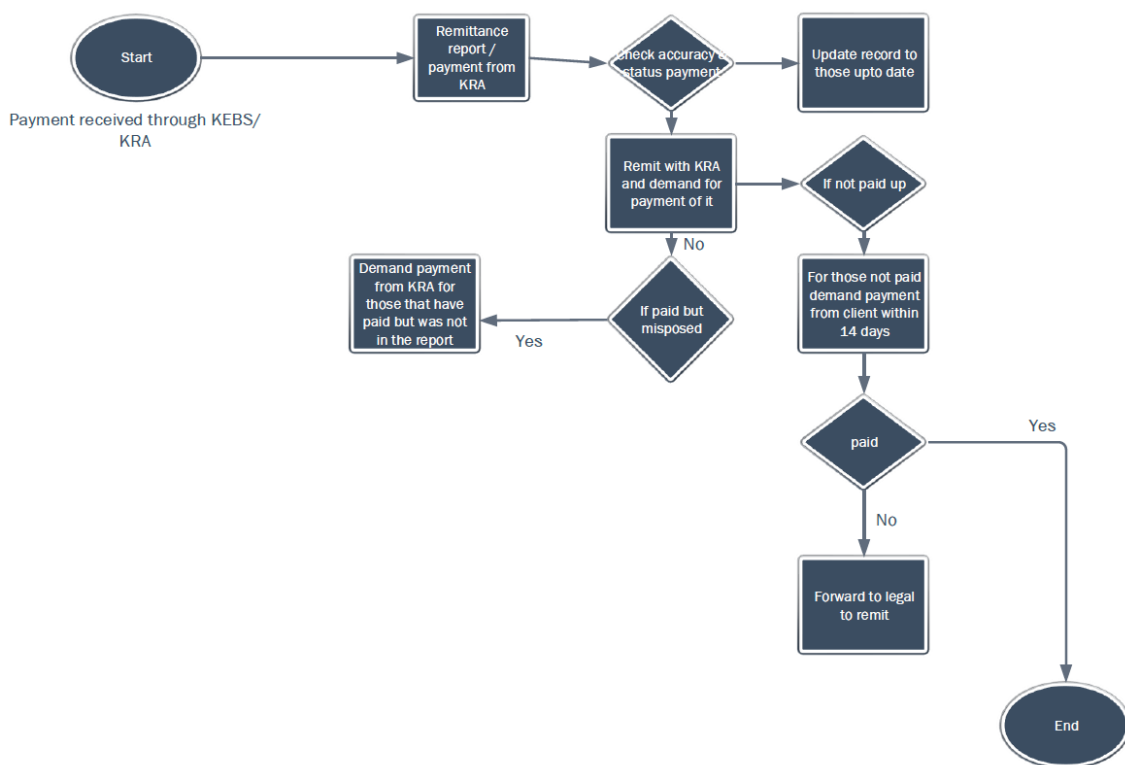 Start
Payment received through KEBS/
KRA
Remittance
report /
payment from
KRA
check accuracy &
status payment
Update record to
those upto date
Remit with KRA
and demand for
payment of it
If not paid up
No
Demand payment
from KRA for
those that have
paid but was not
in the report
Yes
If paid but
misposed
For those not paid
demand payment
from client within
14 days
paid
Yes
No
Forward to legal
to remit
End